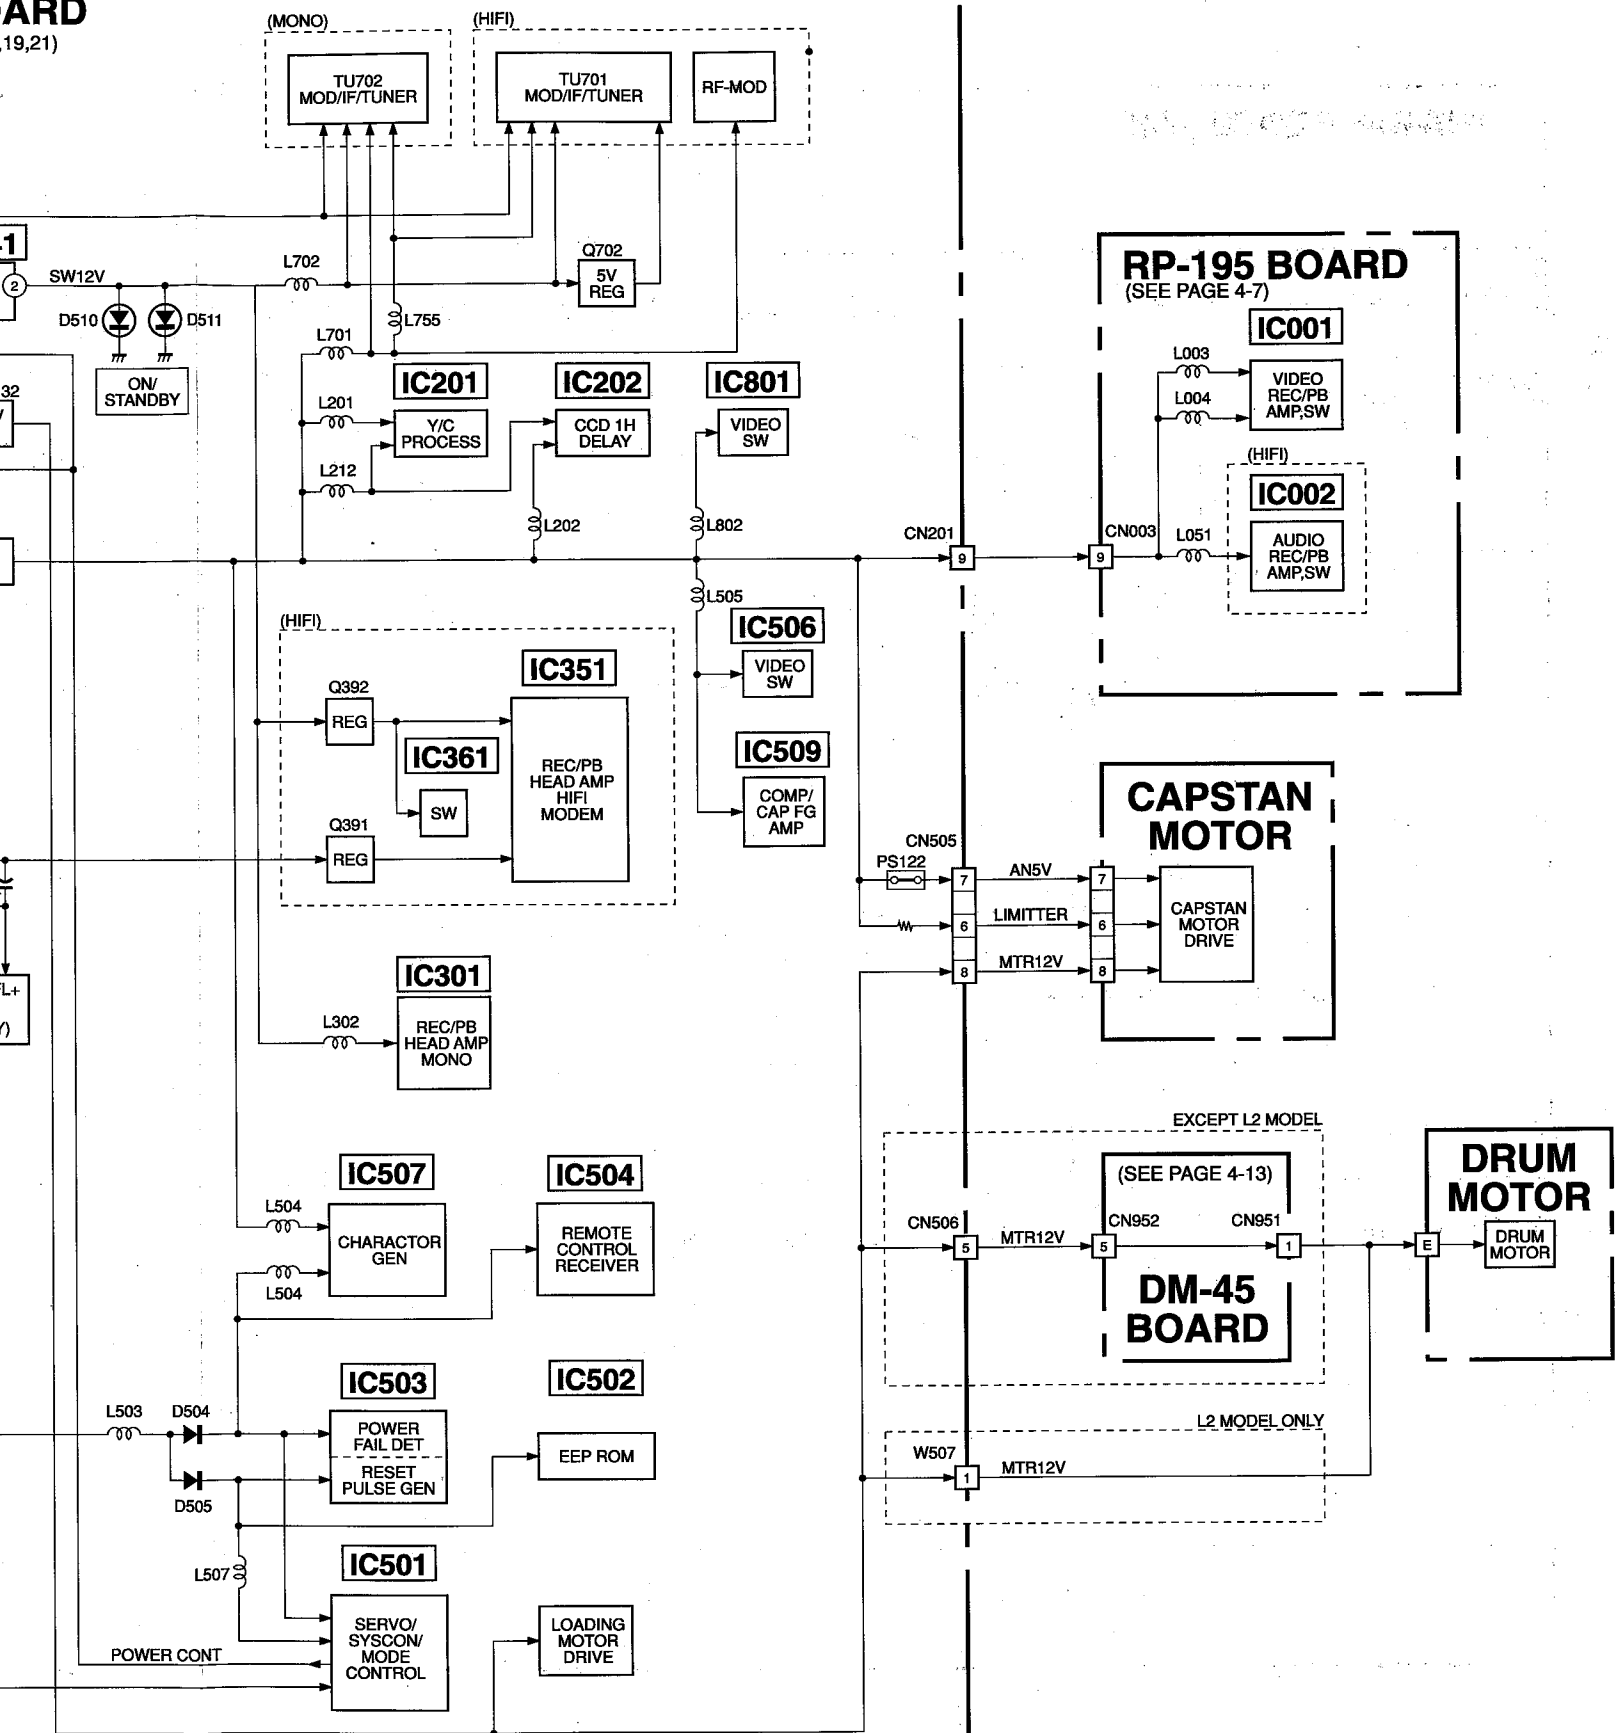 ARD
,19,21)
(MONO)
(HIFI)
TU702
MOD/IF/TUNER
TU701
MOD/IF/TUNER
RF-MOD
-1
2
SW12V
L702
Q702
5V
REG
D510
D511
L755
L701
ON/
STANDBY
32
IC201
IC202
IC801
L201
Y/C
PROCESS
CCD 1H
DELAY
VIDEO
SW
L212
L202
L802
CN201
9
RP-195 BOARD
(SEE PAGE 4-7)
IC001
L003
L004
VIDEO
REC/PB
AMP,SW
(HIFI)
IC002
CN003
9
L051
AUDIO
REC/PB
AMP,SW
L505
IC506
VIDEO
SW
(HIFI)
IC351
Q392
REG
IC361
SW
REC/PB
HEAD AMP
HIFI
MODEM
Q391
REG
IC509
COMP/
CAP FG
AMP
CAPSTAN
MOTOR
CN505
PS122
7
AN5V
7
6
LIMITTER
6
8
MTR12V
8
CAPSTAN
MOTOR
DRIVE
FL+
)
IC301
L302
REC/PB
HEAD AMP
MONO
EXCEPT L2 MODEL
(SEE PAGE 4-13)
CN506
5
MTR12V
CN952
5
CN951
1
DM-45
BOARD
DRUM
MOTOR
E
DRUM
MOTOR
IC507
IC504
L504
CHARACTOR
GEN
L504
REMOTE
CONTROL
RECEIVER
IC503
IC502
L503
D504
POWER
FAIL DET
RESET
PULSE GEN
D505
EEP ROM
L2 MODEL ONLY
W507
1
MTR12V
IC501
L507
SERVO/
SYSCON/
MODE
CONTROL
POWER CONT
LOADING
MOTOR
DRIVE